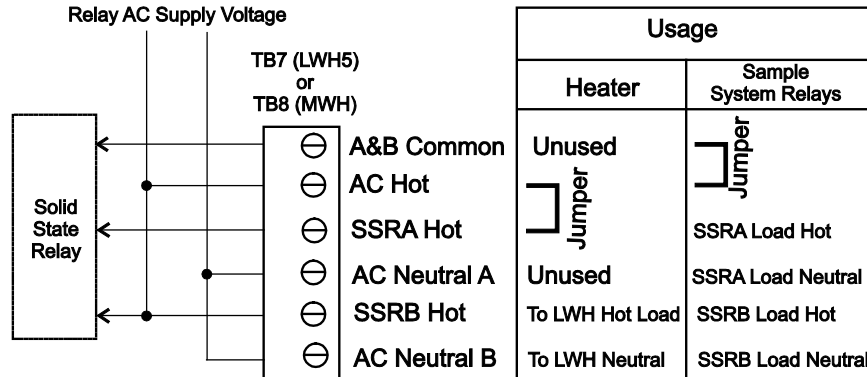 Relay AC Supply Voltage
TB7 (LWH5)
or
TB8 (MWH)
Solid
State
Relay
A&B Common
AC Hot
SSRA Hot
AC Neutral A
SSRB Hot
AC Neutral B
Usage
Heater
Sample
System Relays
Unused
Jumper
Jumper
SSRA Load Hot
Unused
SSRA Load Neutral
To LWH Hot Load
SSRB Load Hot
To LWH Neutral
SSRB Load Neutral